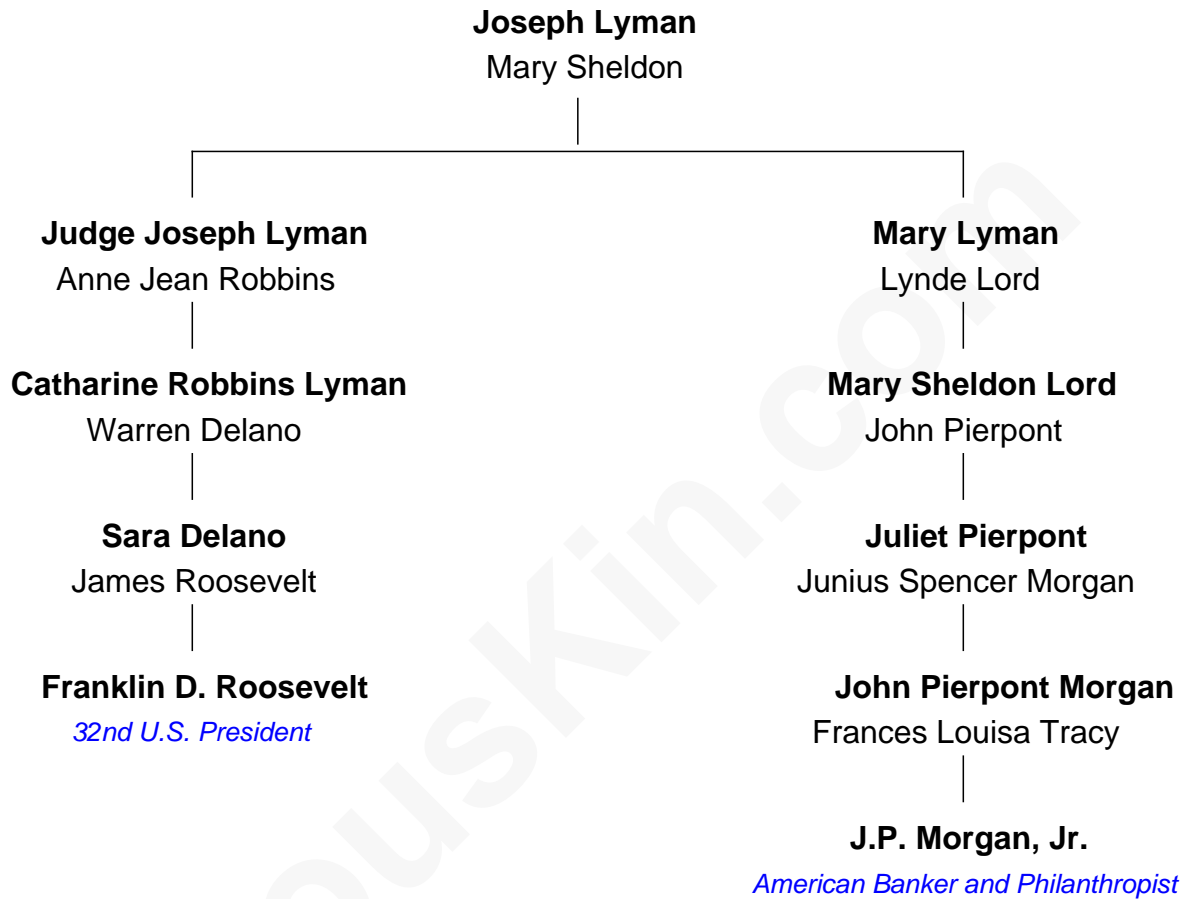 Joseph Lyman
Mary Sheldon
Judge Joseph Lyman
Anne Jean Robbins
Mary Lyman
Lynde Lord
Catharine Robbins Lyman
Warren Delano
Mary Sheldon Lord
John Pierpont
Sara Delano
James Roosevelt
Juliet Pierpont
Junius Spencer Morgan
Franklin D. Roosevelt
32nd U.S. President
John Pierpont Morgan
Frances Louisa Tracy
J.P. Morgan, Jr.
American Banker and Philanthropist
ousKin.com